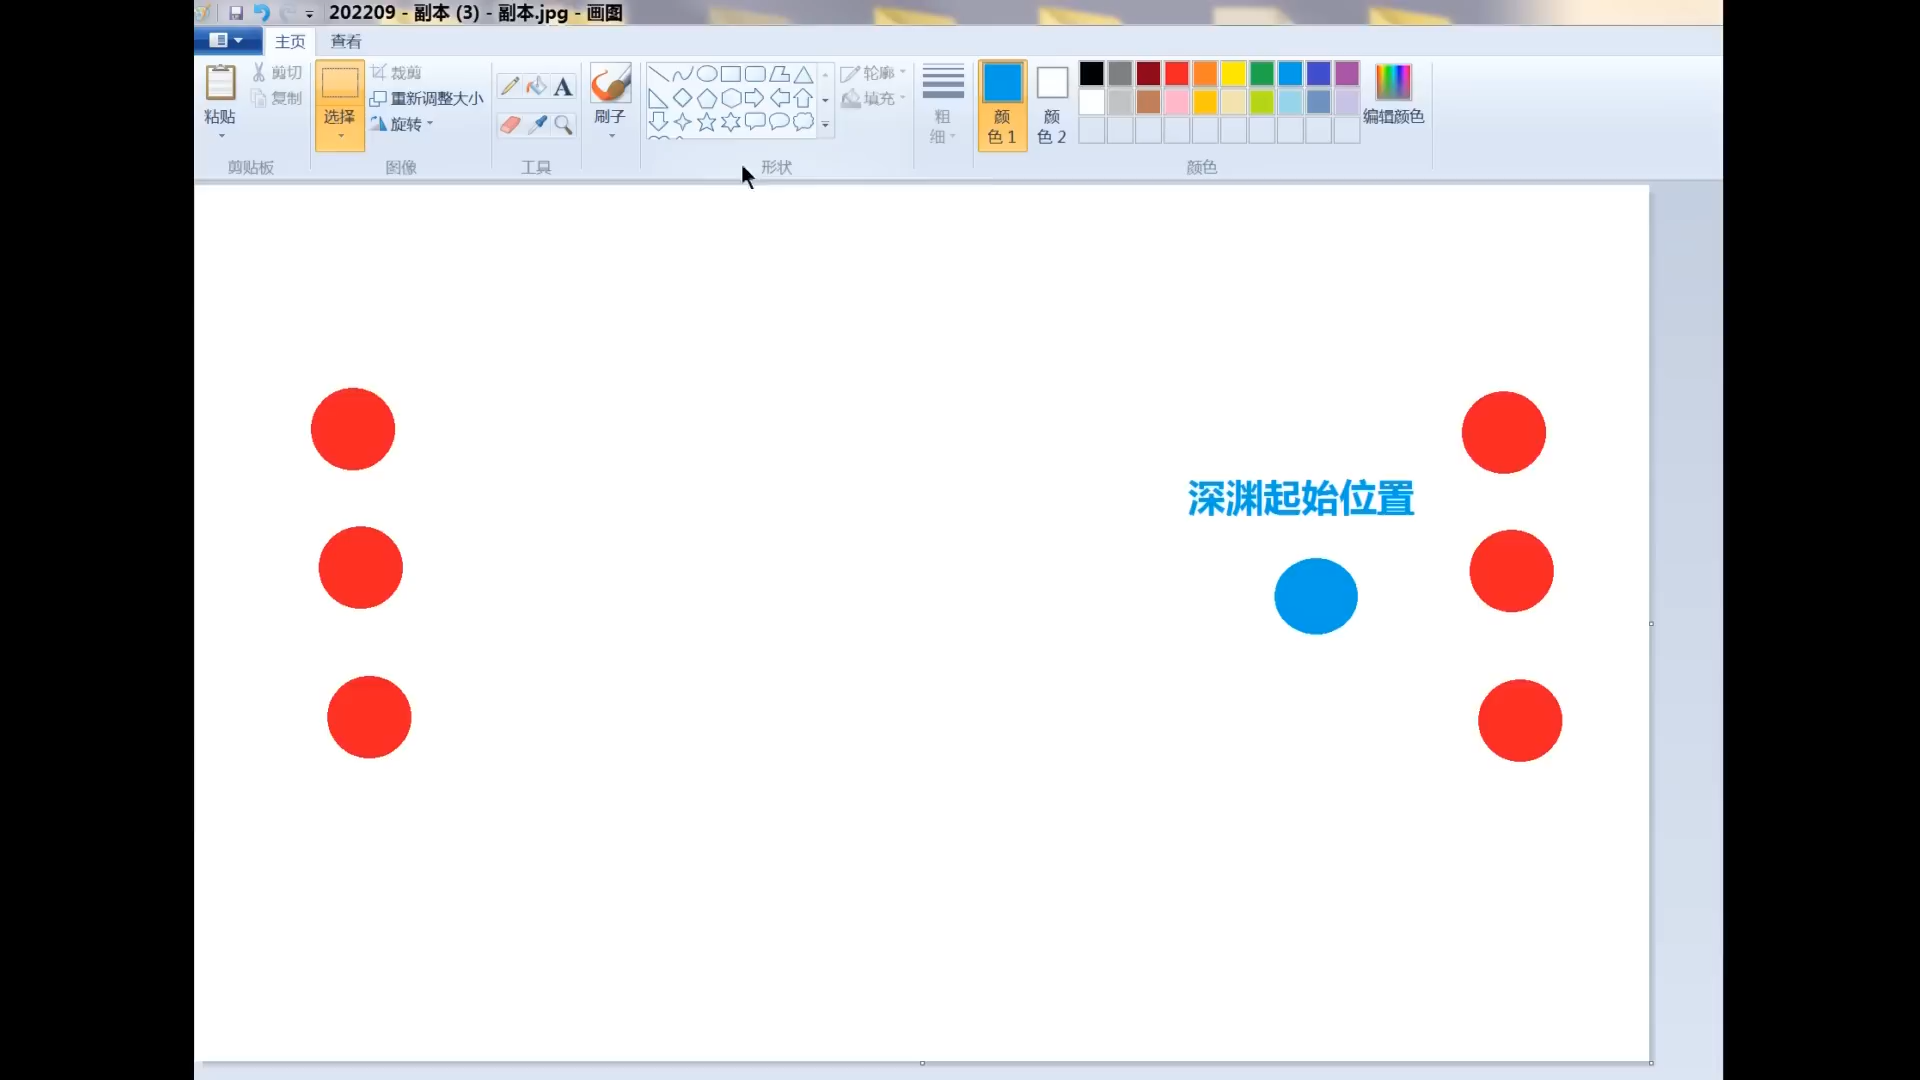 202209 - 副本 (3) - 副本.jpg - 画图
主页 查看
粘贴
剪切
复制
剪贴板
选择
裁剪
重新调整大小
旋转
图像
A
工具
刷子
轮廓
填充
形状
粗细
颜色 1
颜色 2
编辑颜色
颜色
深渊起始位置